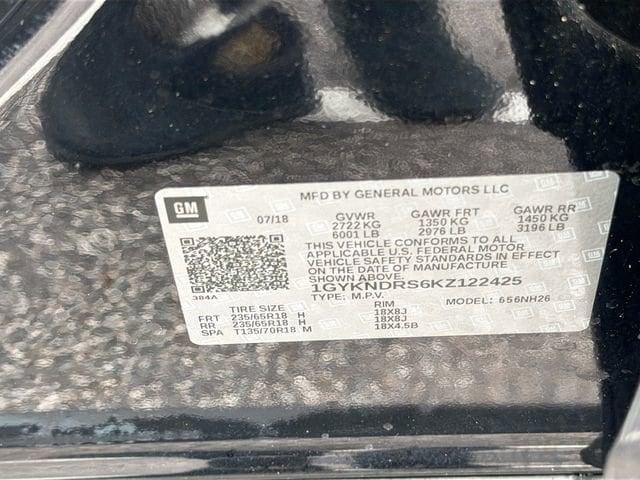 GM
MFD BY GENERAL MOTORS LLC
07/18 GVWR GAWR FRT GAWR RR
2722 KG 1350 KG 1450 KG
6001 LB 2976 LB 3196 LB
THIS VEHICLE CONFORMS TO ALL
APPLICABLE U.S. FEDERAL MOTOR
VEHICLE SAFETY STANDARDS IN EFFECT
ON THE DATE OF MANUFACTURE
SHOWN ABOVE.
384A 1GYKNDRS6KZ122425
TYPE: M.P.V. MODEL: 656NH26
TIRE SIZE RIM
FRT 235/65R18 H 18X8J
RR 235/65R18 H 18X8J
SPA T135/70R18 M 18X4.5B